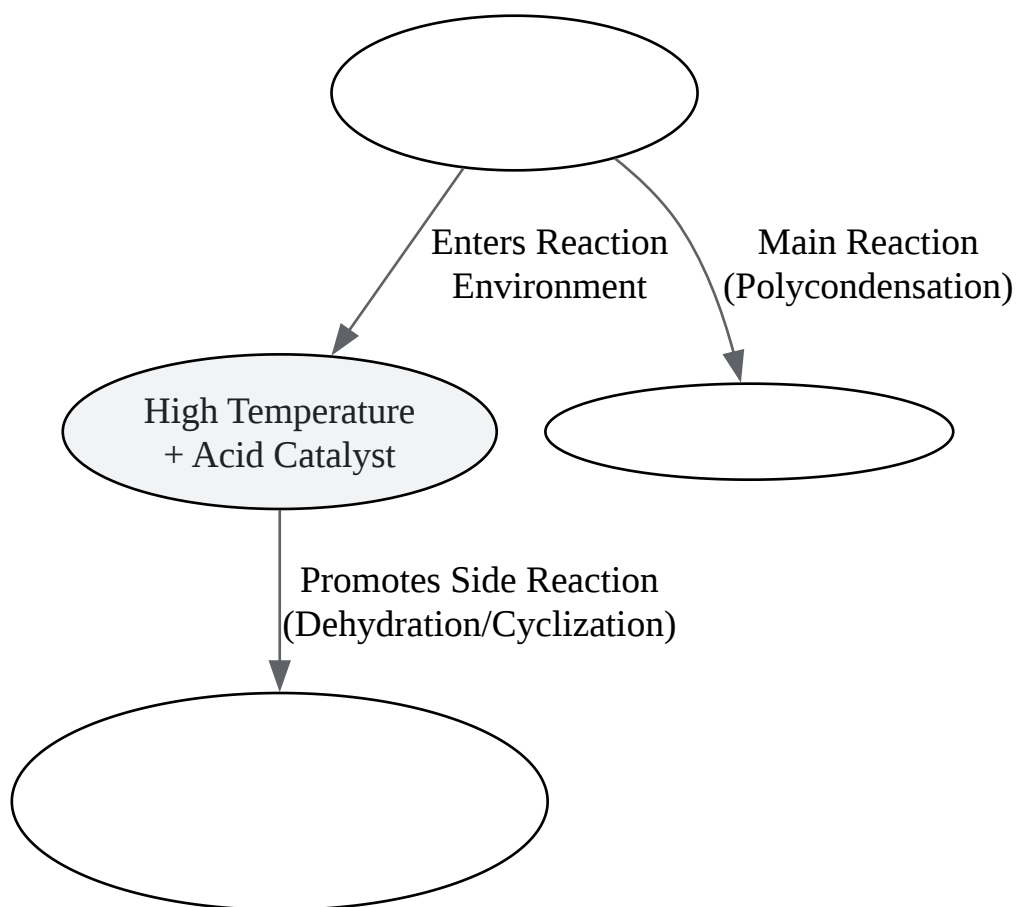 Enters Reaction
Environment
Main Reaction
(Polycondensation)
High Temperature
+ Acid Catalyst
Promotes Side Reaction
(Dehydration/Cyclization)